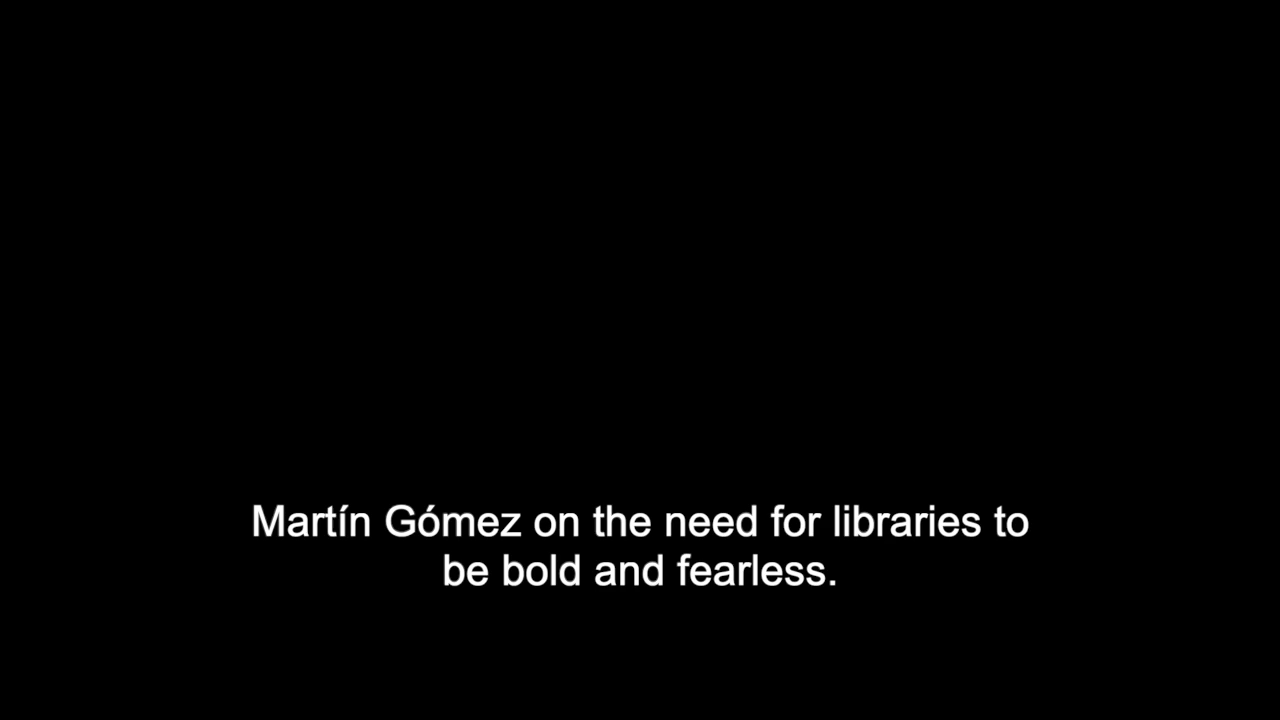 Martín Gómez on the need for libraries to
be bold and fearless.